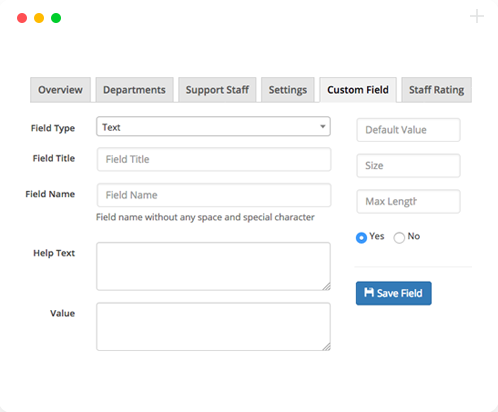 Overview Departments Support Staff Settings Custom Field Staff Rating
Field Type Text
Default Value
Field Title Field Title
Size
Field Name Field Name
Max Length
Field name without any space and special character
Yes No
Help Text
Save Field
Value